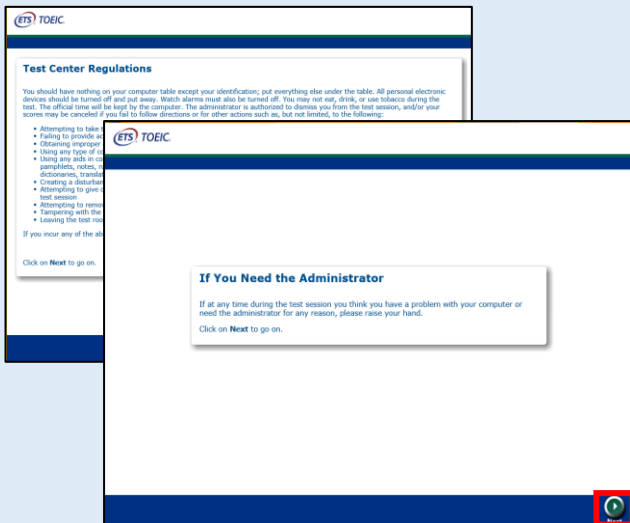 ETS TOEIC.
Test Center Regulations
You should have nothing on your computer table except your identification; put everything else under the table. All personal electronic
devices should be turned off and put away. Watch alarms must also be turned off. You may not eat, drink, or use tobacco during the
test. The official time will be kept by the computer. The administrator is authorized to dismiss you from the test session, and/or your
scores may be canceled if you fail to follow directions or for other actions such as, but not limited, to the following:
• Attempting to take
• Failing to provide
• Obtaining improper
• Using any type of
• Using any aids in
pamphlets, notes,
dictionaries,
• Creating a
• Attempting to give
test session
• Attempting to
• Tampering with the
• Leaving the test
If you incur any of the
Click on Next to go on.
ETS TOEIC.
If You Need the Administrator
If at any time during the test session you think you have a problem with your computer or
need the administrator for any reason, please raise your hand.
Click on Next to go on.
Next